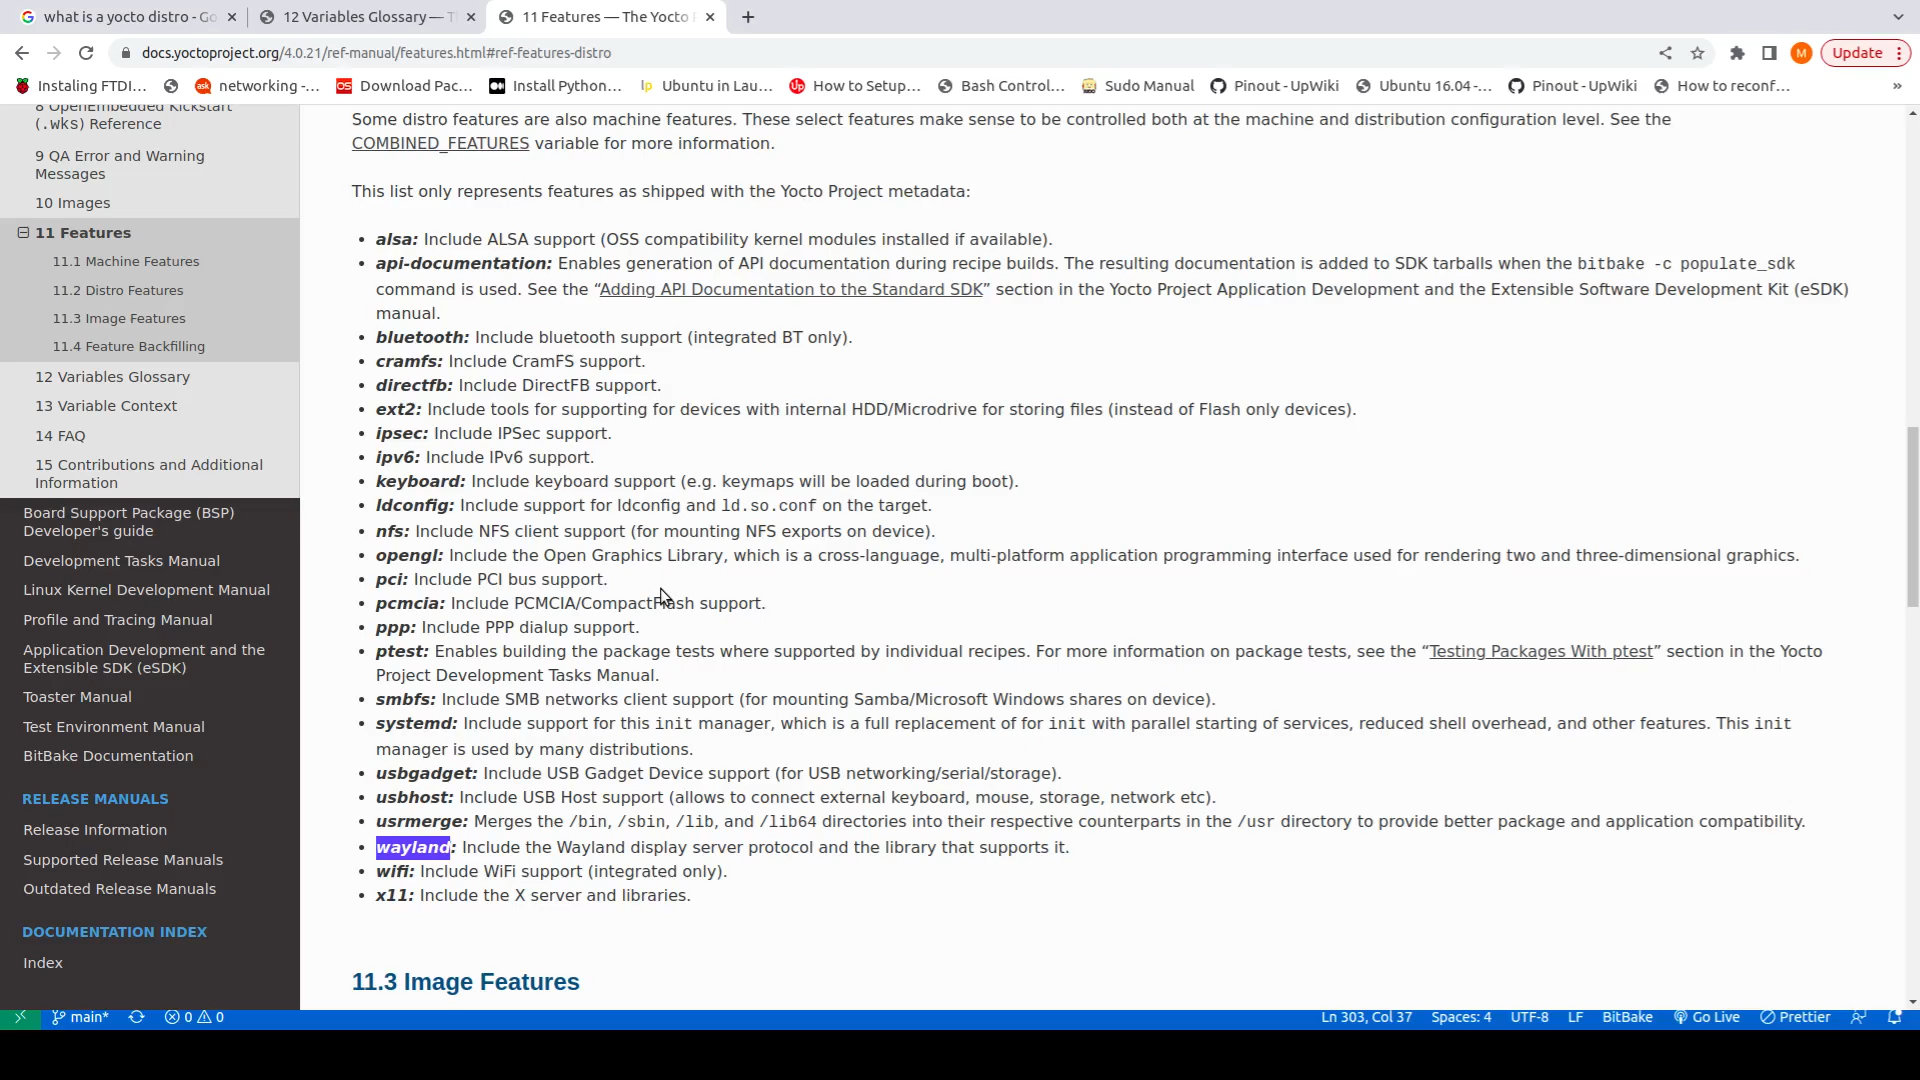 what is a yocto distro - Go
12 Variables Glossary — T
11 Features — The Yocto P
docs.yoctoproject.org/4.0.21/ref-manual/features.html#ref-features-distro
M
Update
Instaling FTDI...
networking -...
Download Pac...
Install Python...
Ubuntu in Lau...
How to Setup...
Bash Control...
Sudo Manual
Pinout - UpWiki
Ubuntu 16.04 -...
Pinout - UpWiki
How to reconf...
»
8 OpenEmbedded Kickstart
(.wks) Reference
9 QA Error and Warning
Messages
10 Images
11 Features
11.1 Machine Features
11.2 Distro Features
11.3 Image Features
11.4 Feature Backfilling
12 Variables Glossary
13 Variable Context
14 FAQ
15 Contributions and Additional
Information
Board Support Package (BSP)
Developer's guide
Development Tasks Manual
Linux Kernel Development Manual
Profile and Tracing Manual
Application Development and the
Extensible SDK (eSDK)
Toaster Manual
Test Environment Manual
BitBake Documentation
RELEASE MANUALS
Release Information
Supported Release Manuals
Outdated Release Manuals
DOCUMENTATION INDEX
Index
Some distro features are also machine features. These select features make sense to be controlled both at the machine and distribution configuration level. See the
COMBINED_FEATURES variable for more information.
This list only represents features as shipped with the Yocto Project metadata:
• alsa: Include ALSA support (OSS compatibility kernel modules installed if available).
• api-documentation: Enables generation of API documentation during recipe builds. The resulting documentation is added to SDK tarballs when the bitbake -c populate_sdk
command is used. See the “Adding API Documentation to the Standard SDK” section in the Yocto Project Application Development and the Extensible Software Development Kit (eSDK)
manual.
• bluetooth: Include bluetooth support (integrated BT only).
• cramfs: Include CramFS support.
• directfb: Include DirectFB support.
• ext2: Include tools for supporting for devices with internal HDD/Microdrive for storing files (instead of Flash only devices).
• ipsec: Include IPSec support.
• ipv6: Include IPv6 support.
• keyboard: Include keyboard support (e.g. keymaps will be loaded during boot).
• ldconfig: Include support for ldconfig and ld.so.conf on the target.
• nfs: Include NFS client support (for mounting NFS exports on device).
• opengl: Include the Open Graphics Library, which is a cross-language, multi-platform application programming interface used for rendering two and three-dimensional graphics.
• pci: Include PCI bus support.
• pcmcia: Include PCMCIA/CompactFlash support.
• ppp: Include PPP dialup support.
• ptest: Enables building the package tests where supported by individual recipes. For more information on package tests, see the “Testing Packages With ptest” section in the Yocto
Project Development Tasks Manual.
• smbfs: Include SMB networks client support (for mounting Samba/Microsoft Windows shares on device).
• systemd: Include support for this init manager, which is a full replacement of for init with parallel starting of services, reduced shell overhead, and other features. This init
manager is used by many distributions.
• usbgadget: Include USB Gadget Device support (for USB networking/serial/storage).
• usbhost: Include USB Host support (allows to connect external keyboard, mouse, storage, network etc).
• usrmerge: Merges the /bin, /sbin, /lib, and /lib64 directories into their respective counterparts in the /usr directory to provide better package and application compatibility.
• wayland: Include the Wayland display server protocol and the library that supports it.
• wifi: Include WiFi support (integrated only).
• x11: Include the X server and libraries.
11.3 Image Features
main* 0 0 Ln 303, Col 37 Spaces: 4 UTF-8 LF BitBake Go Live Prettier